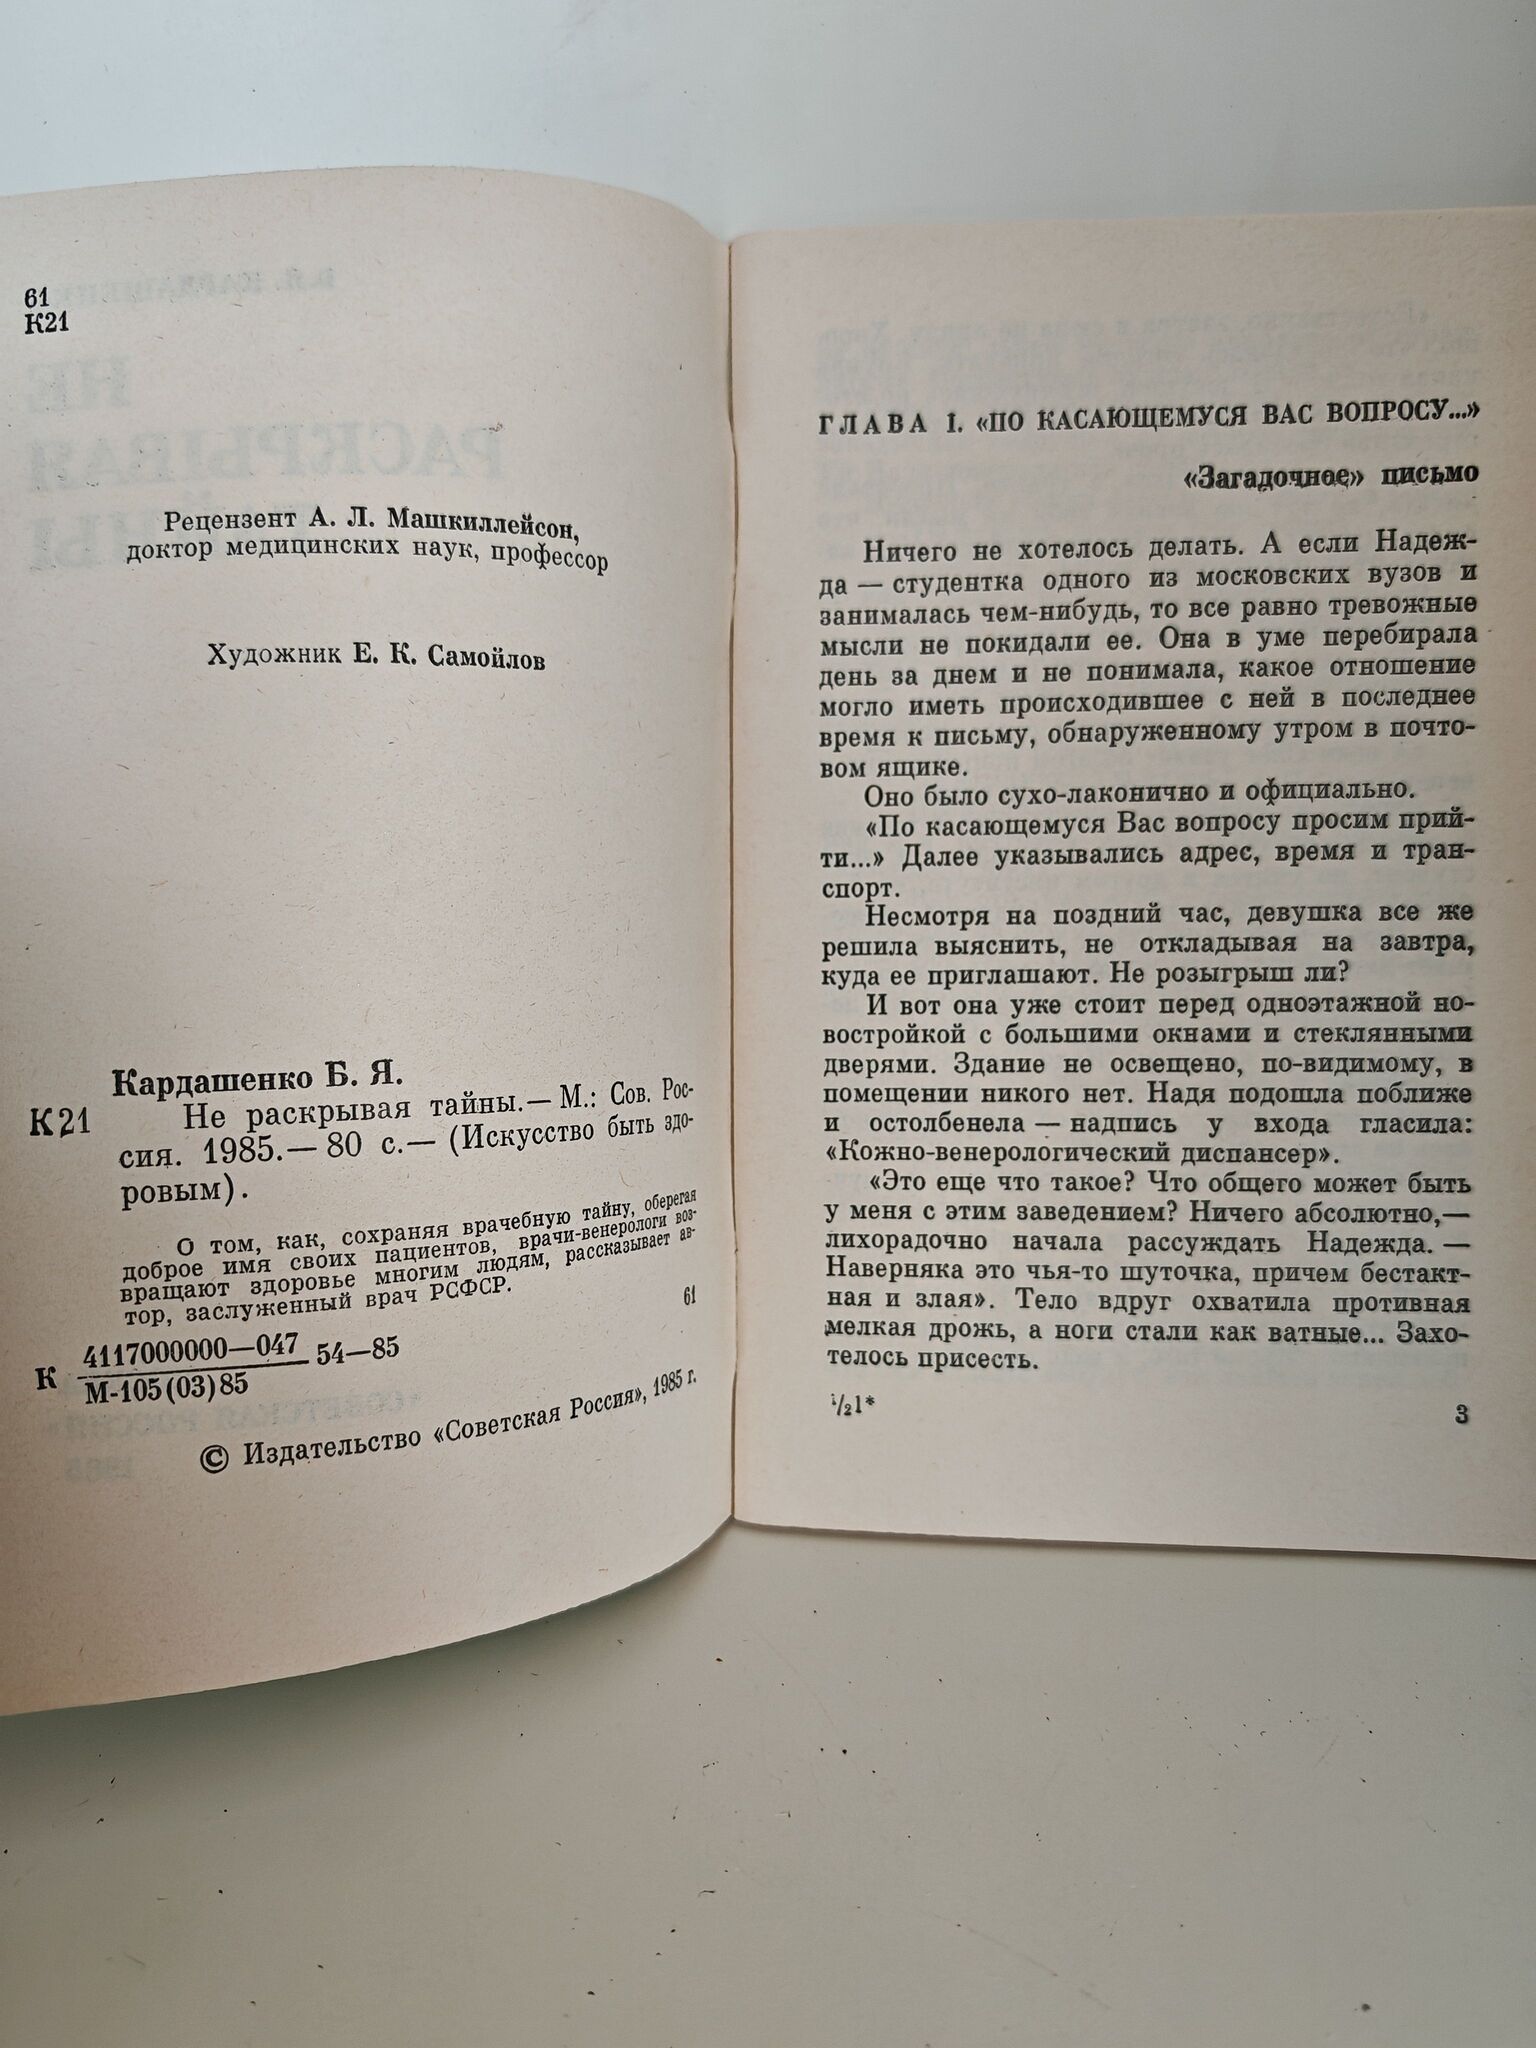 61
К21
Рецензент А. Л. Машкиллейсон,
доктор медицинских наук, профессор
Художник Е. К. Самойлов
Кардашенко Б. Я.
К21 Не раскрывая тайны.— М.: Сов. Рос-
сия. 1985.— 80 с.— (Искусство быть здо-
ровым).
О том, как, сохраняя врачебную тайну, оберегая
доброе имя своих пациентов, врачи-венерологи воз-
вращают здоровье многим людям, рассказывает ав-
тор, заслуженный врач РСФСР.
61
К 4117000000—047 54—85
М-105(03)85
© Издательство «Советская Россия», 1985 г.
ГЛАВА I. «ПО КАСАЮЩЕМУСЯ ВАС ВОПРОСУ...»
«Загадочное» письмо
Ничего не хотелось делать. А если Надеж-
да — студентка одного из московских вузов и
занималась чем-нибудь, то все равно тревожные
мысли не покидали ее. Она в уме перебирала
день за днем и не понимала, какое отношение
могло иметь происходившее с ней в последнее
время к письму, обнаруженному утром в почто-
вом ящике.
Оно было сухо-лаконично и официально.
«По касающемуся Вас вопросу просим прий-
ти...» Далее указывались адрес, время и тран-
спорт.
Несмотря на поздний час, девушка все же
решила выяснить, не откладывая на завтра,
куда ее приглашают. Не розыгрыш ли?
И вот она уже стоит перед одноэтажной но-
востройкой с большими окнами и стеклянными
дверями. Здание не освещено, по-видимому, в
помещении никого нет. Надя подошла поближе
и остолбенела — надпись у входа гласила:
«Кожно-венерологический диспансер».
«Это еще что такое? Что общего может быть
у меня с этим заведением? Ничего абсолютно,—
лихорадочно начала рассуждать Надежда. —
Наверняка это чья-то шуточка, причем бестакт-
ная и злая». Тело вдруг охватила противная
мелкая дрожь, а ноги стали как ватные... Захо-
телось присесть.
1/2 1*
3